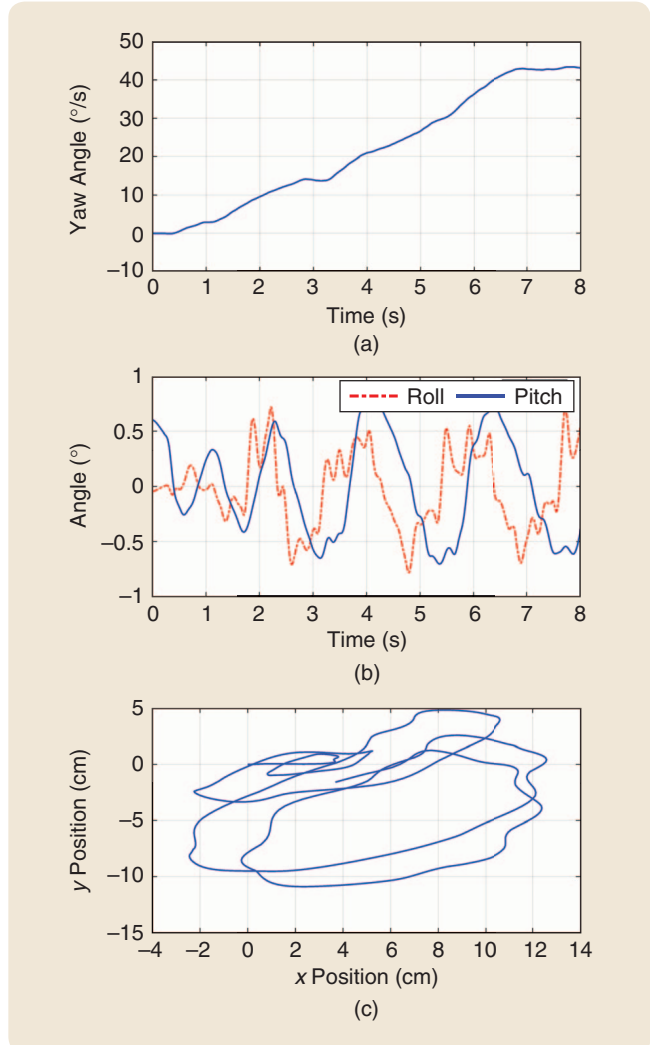 50
40
30
20
10
0
–10
Yaw Angle (°/s)
0 1 2 3 4 5 6 7 8
Time (s)
(a)
1
0.5
0
–0.5
–1
Angle (°)
Roll Pitch
0 1 2 3 4 5 6 7 8
Time (s)
(b)
5
0
–5
–10
–15
y Position (cm)
–4 –2 0 2 4 6 8 10 12 14
x Position (cm)
(c)